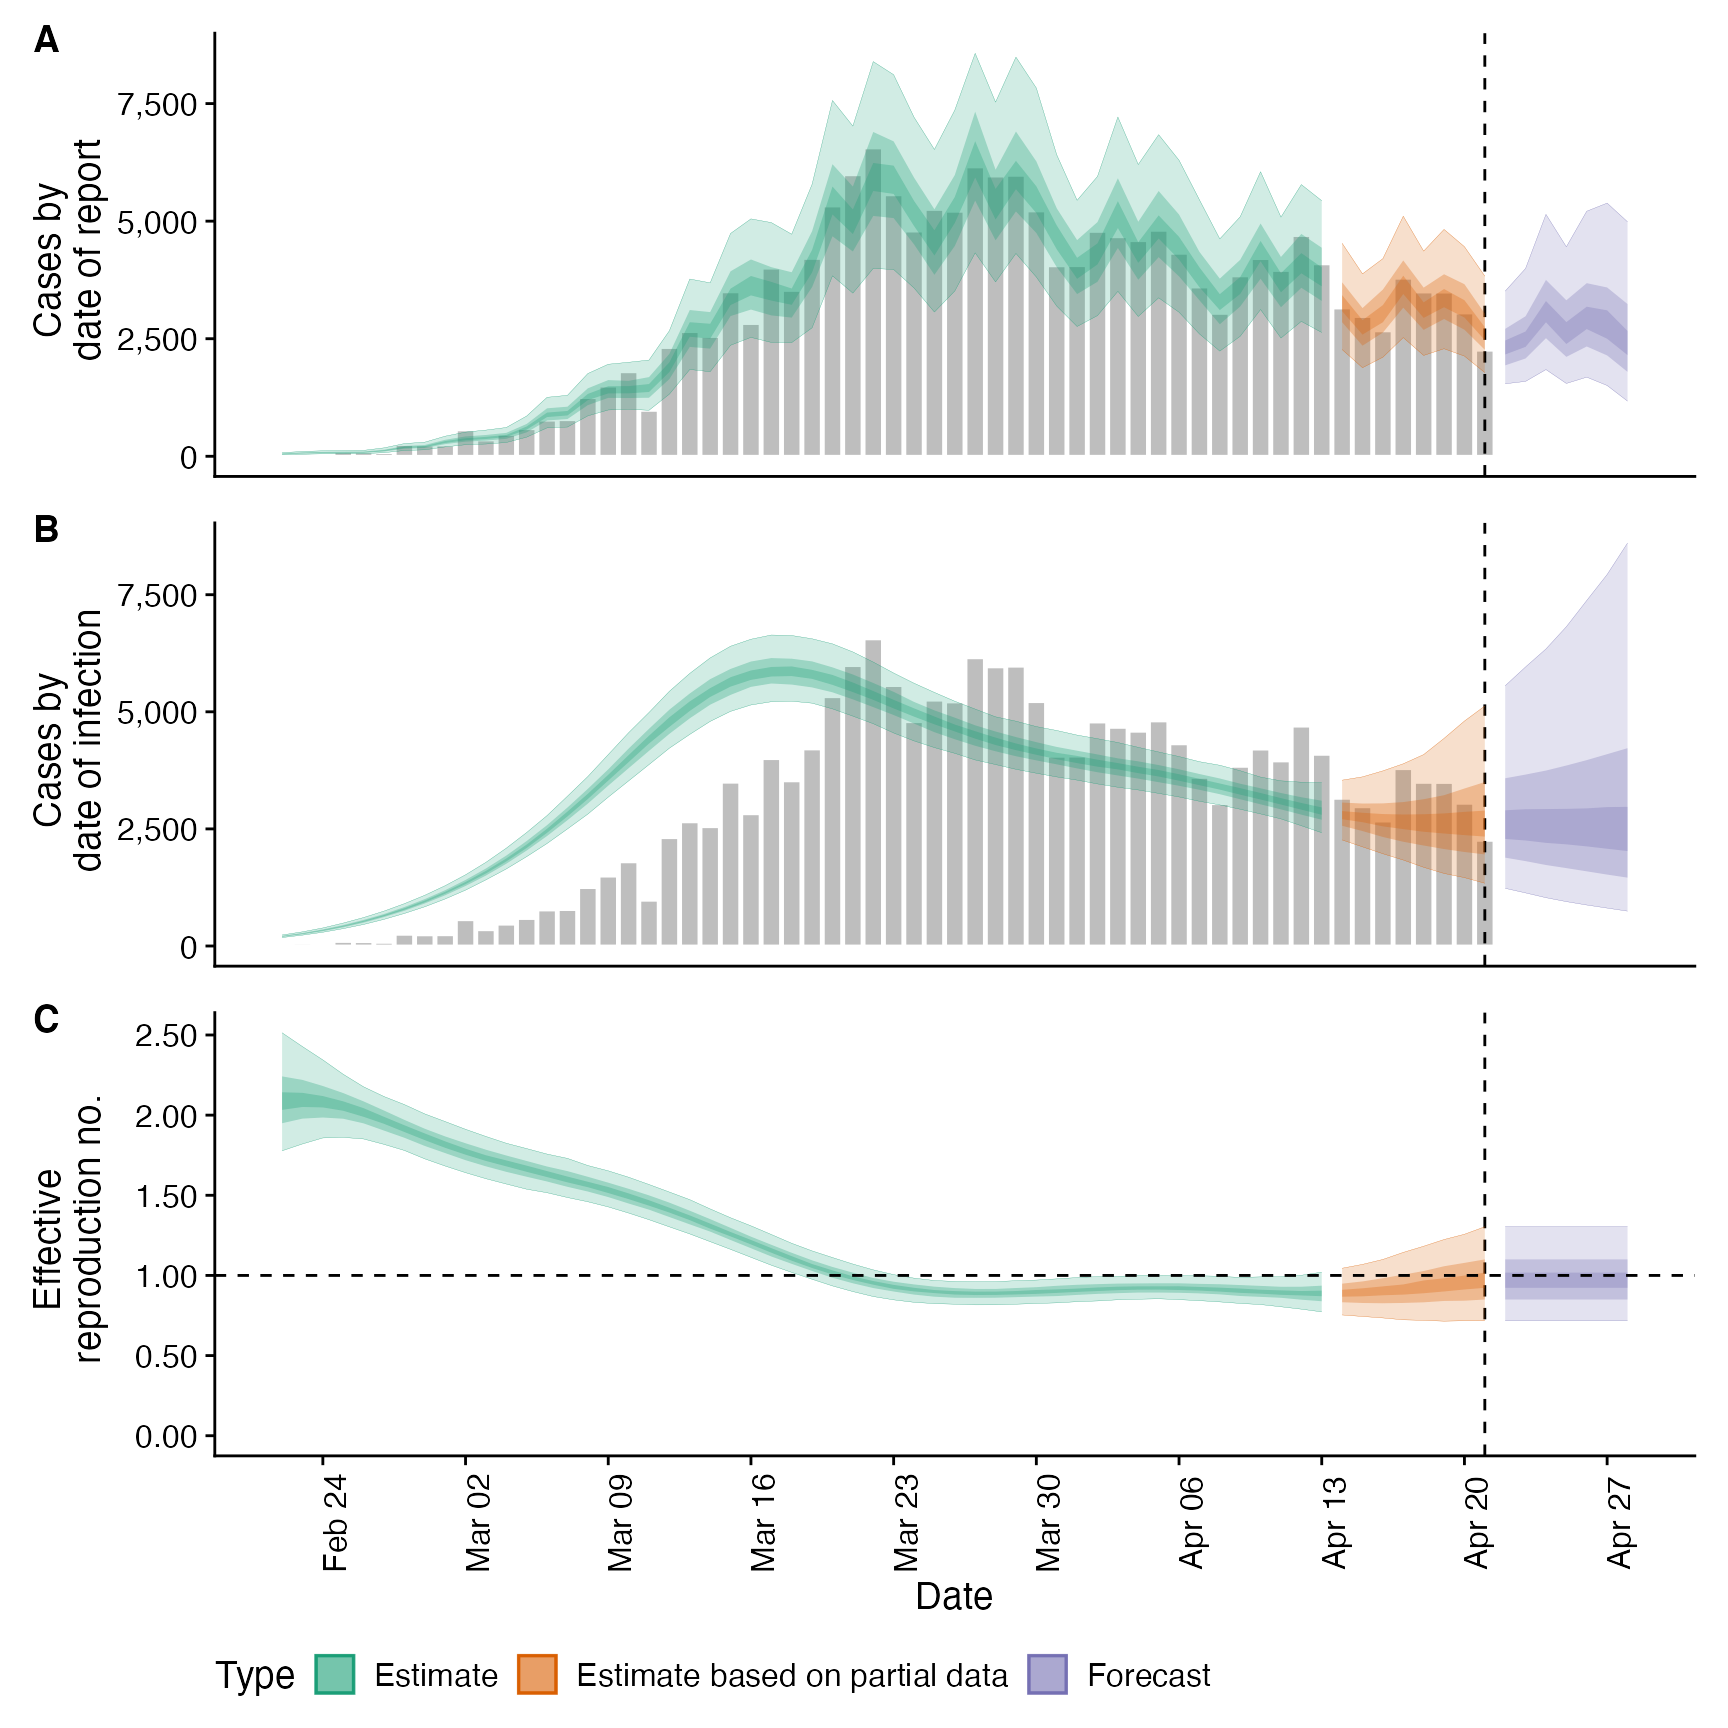 A
Cases by
date of report
7,500
5,000
2,500
0
B
Cases by
date of infection
7,500
5,000
2,500
0
C
Effective
reproduction no.
2.50
2.00
1.50
1.00
0.50
0.00
Feb 24
Mar 02
Mar 09
Mar 16
Mar 23
Mar 30
Apr 06
Apr 13
Apr 20
Apr 27
Date
Type Estimate Estimate based on partial data Forecast